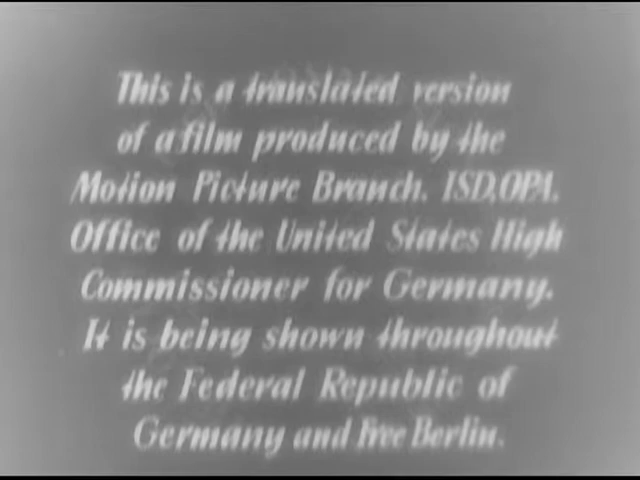 This is a translated version
of a film produced by the
Motion Picture Branch. ISD,OPA.
Office of the United States High
Commissioner for Germany.
It is being shown throughout
the Federal Republic of
Germany and Free Berlin.